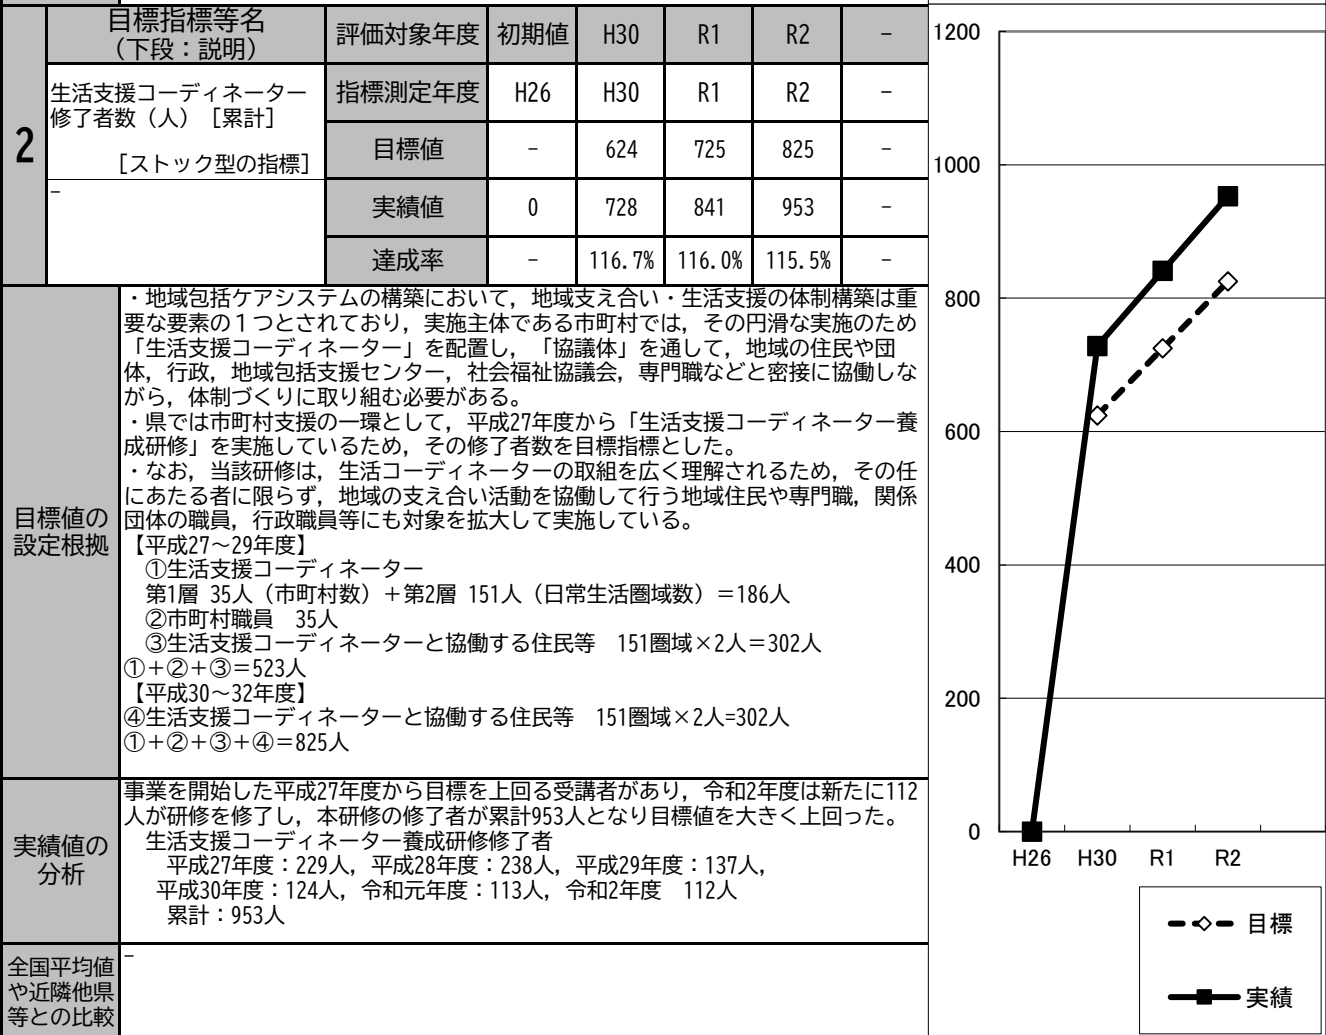 2
目標指標等名
（下段：説明）
評価対象年度 初期値 H30 R1 R2 －
生活支援コーディネーター
修了者数（人）［累計］
［ストック型の指標］
－
指標測定年度 H26 H30 R1 R2 －
目標値 － 624 725 825 －
実績値 0 728 841 953 －
達成率 － 116.7% 116.0% 115.5% －
目標値の
設定根拠
・地域包括ケアシステムの構築において，地域支え合い・生活支援の体制構築は重
要な要素の１つとされており，実施主体である市町村では，その円滑な実施のため
「生活支援コーディネーター」を配置し，「協議体」を通して，地域の住民や団
体，行政，地域包括支援センター，社会福祉協議会，専門職などと密接に協働しな
がら，体制づくりに取り組む必要がある。
・県では市町村支援の一環として，平成27年度から「生活支援コーディネーター養
成研修」を実施しているため，その修了者数を目標指標とした。
・なお，当該研修は，生活コーディネーターの取組を広く理解されるため，その任
にあたる者に限らず，地域の支え合い活動を協働して行う地域住民や専門職，関係
団体の職員，行政職員等にも対象を拡大して実施している。
【平成27～29年度】
①生活支援コーディネーター
第1層 35人（市町村数）＋第2層 151人（日常生活圏域数）＝186人
②市町村職員　35人
③生活支援コーディネーターと協働する住民等　151圏域×2人＝302人
①＋②＋③＝523人
【平成30～32年度】
④生活支援コーディネーターと協働する住民等　151圏域×2人=302人
①＋②＋③＋④＝825人
実績値の
分析
事業を開始した平成27年度から目標を上回る受講者があり，令和2年度は新たに112
人が研修を修了し，本研修の修了者が累計953人となり目標値を大きく上回った。
生活支援コーディネーター養成研修修了者
平成27年度：229人，平成28年度：238人，平成29年度：137人，
平成30年度：124人，令和元年度：113人，令和2年度　112人
累計：953人
全国平均値
や近隣他県
等との比較
－
1200
1000
800
600
400
200
0
H26 H30 R1 R2
目標
実績